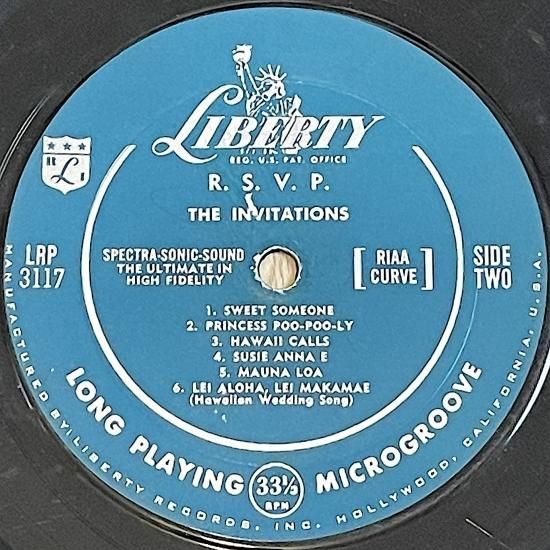 LIBERTY
REG. U.S. PAT. OFFICE
L
R. S. V. P.
THE INVITATIONS
LRP
3117
SPECTRA-SONIC-SOUND
THE ULTIMATE IN
HIGH FIDELITY
[ RIAA
CURVE ]
SIDE
TWO
1. SWEET SOMEONE
2. PRINCESS POO-POO-LY
3. HAWAII CALLS
4. SUSIE ANNA E
5. MAUNA LOA
6. LEI ALOHA, LEI MAKAMAE
(Hawaiian Wedding Song)
LONG PLAYING 33⅓ RPM MICROGROOVE
MANUFACTURED BY LIBERTY RECORDS, INC. HOLLYWOOD, CALIFORNIA, U.S.A.